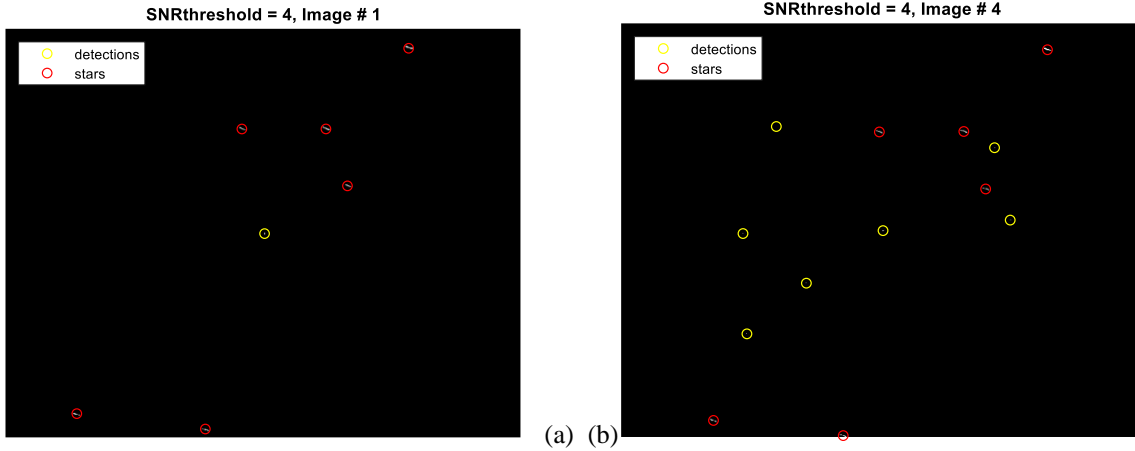 SNRthreshold = 4, Image # 1
detections
stars
(a)
SNRthreshold = 4, Image # 4
detections
stars
(b)